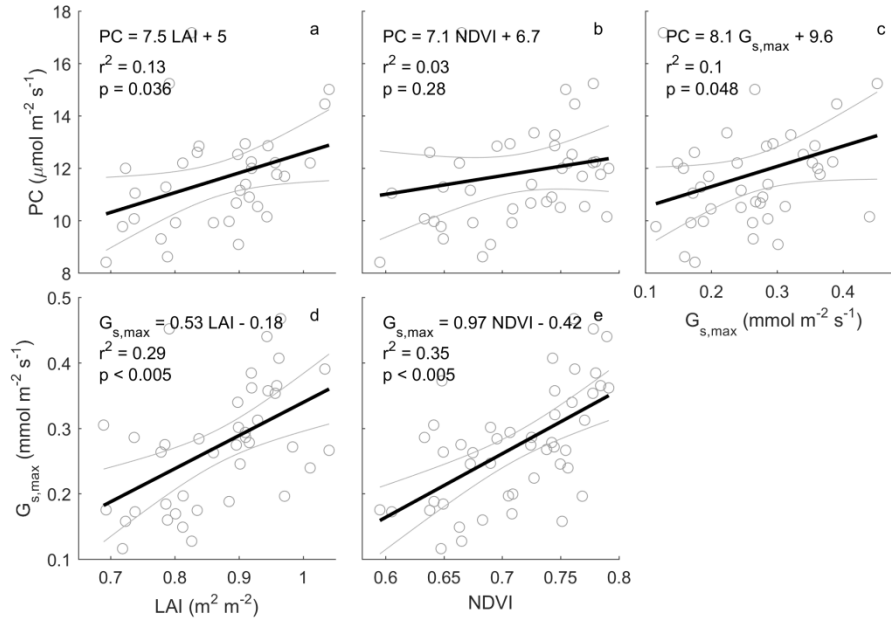 PC = 7.5 LAI + 5
a
r² = 0.13
p = 0.036
PC = 7.1 NDVI + 6.7
b
r² = 0.03
p = 0.28
PC = 8.1 Gs,max + 9.6
c
r² = 0.1
p = 0.048
18
16
14
12
10
8
PC (μmol m⁻² s⁻¹)
0.1
0.2
0.3
0.4
Gs,max (mmol m⁻² s⁻¹)
Gs,max = 0.53 LAI - 0.18
d
r² = 0.29
p < 0.005
Gs,max = 0.97 NDVI - 0.42
e
r² = 0.35
p < 0.005
0.5
0.4
0.3
0.2
0.1
Gs,max (mmol m⁻² s⁻¹)
0.7
0.8
0.9
1
LAI (m² m⁻²)
0.6
0.65
0.7
0.75
0.8
NDVI